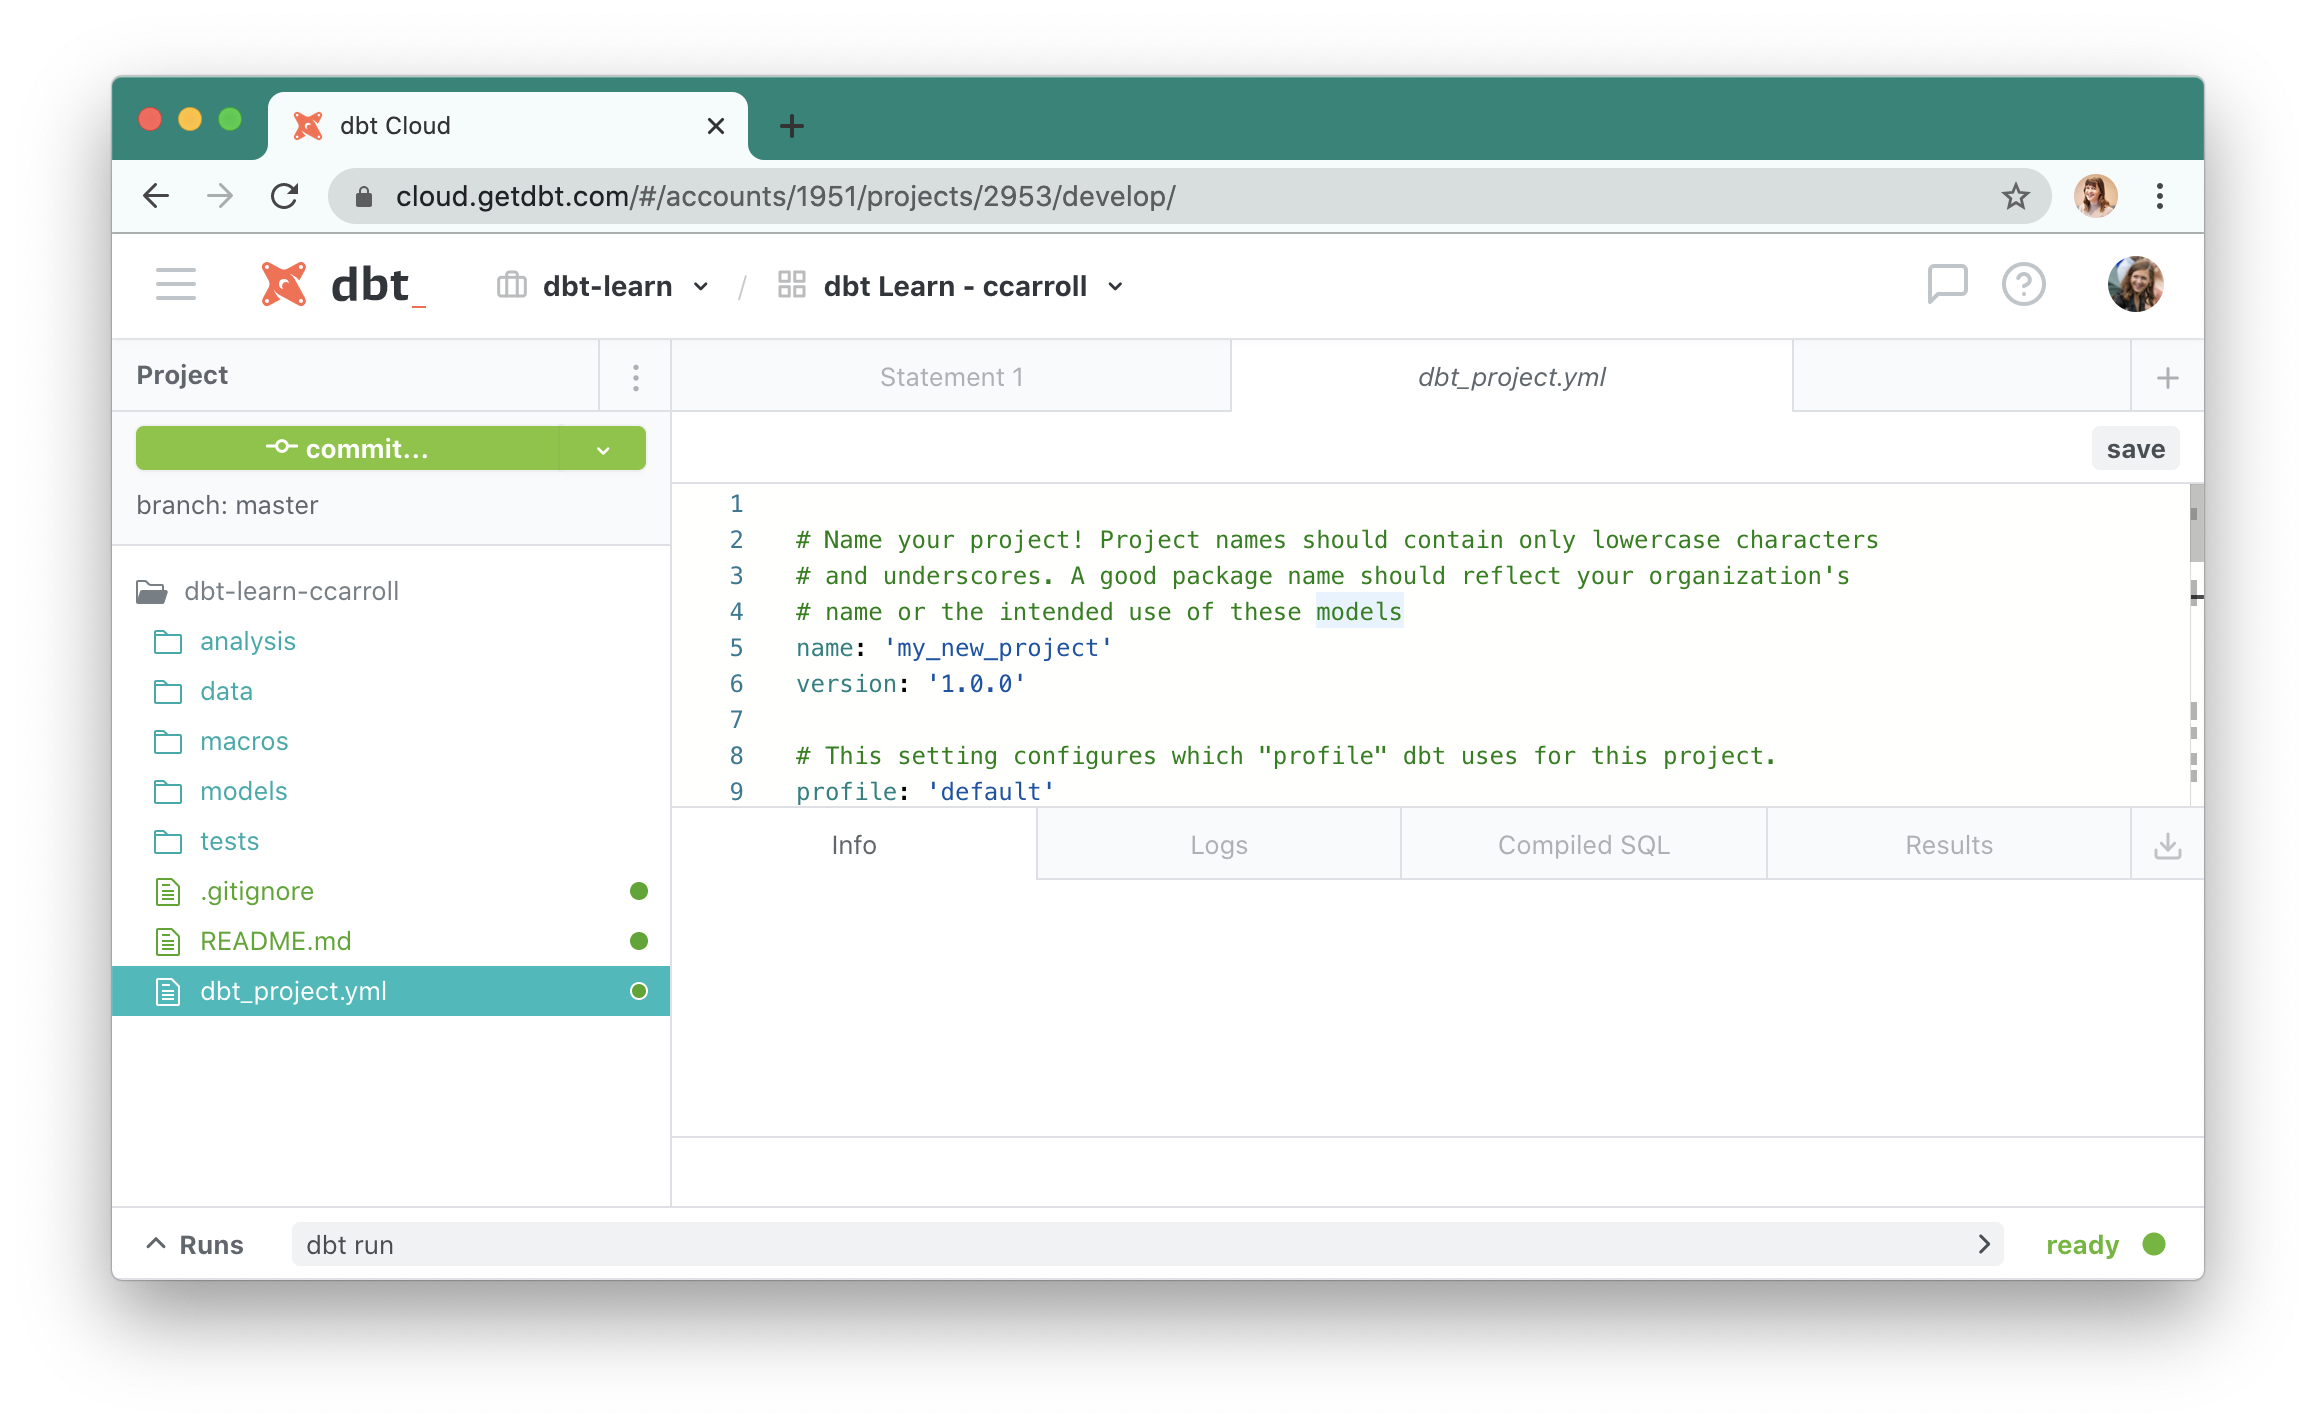 dbt Cloud
cloud.getdbt.com/#/accounts/1951/projects/2953/develop/
dbt_ dbt-learn / dbt Learn - ccarroll
Project
Statement 1
dbt_project.yml
commit...
save
branch: master
dbt-learn-ccarroll
analysis
data
macros
models
tests
.gitignore
README.md
dbt_project.yml
1
2 # Name your project! Project names should contain only lowercase characters
3 # and underscores. A good package name should reflect your organization's
4 # name or the intended use of these models
5 name: 'my_new_project'
6 version: '1.0.0'
7
8 # This setting configures which "profile" dbt uses for this project.
9 profile: 'default'
Info
Logs
Compiled SQL
Results
Runs
dbt run
ready